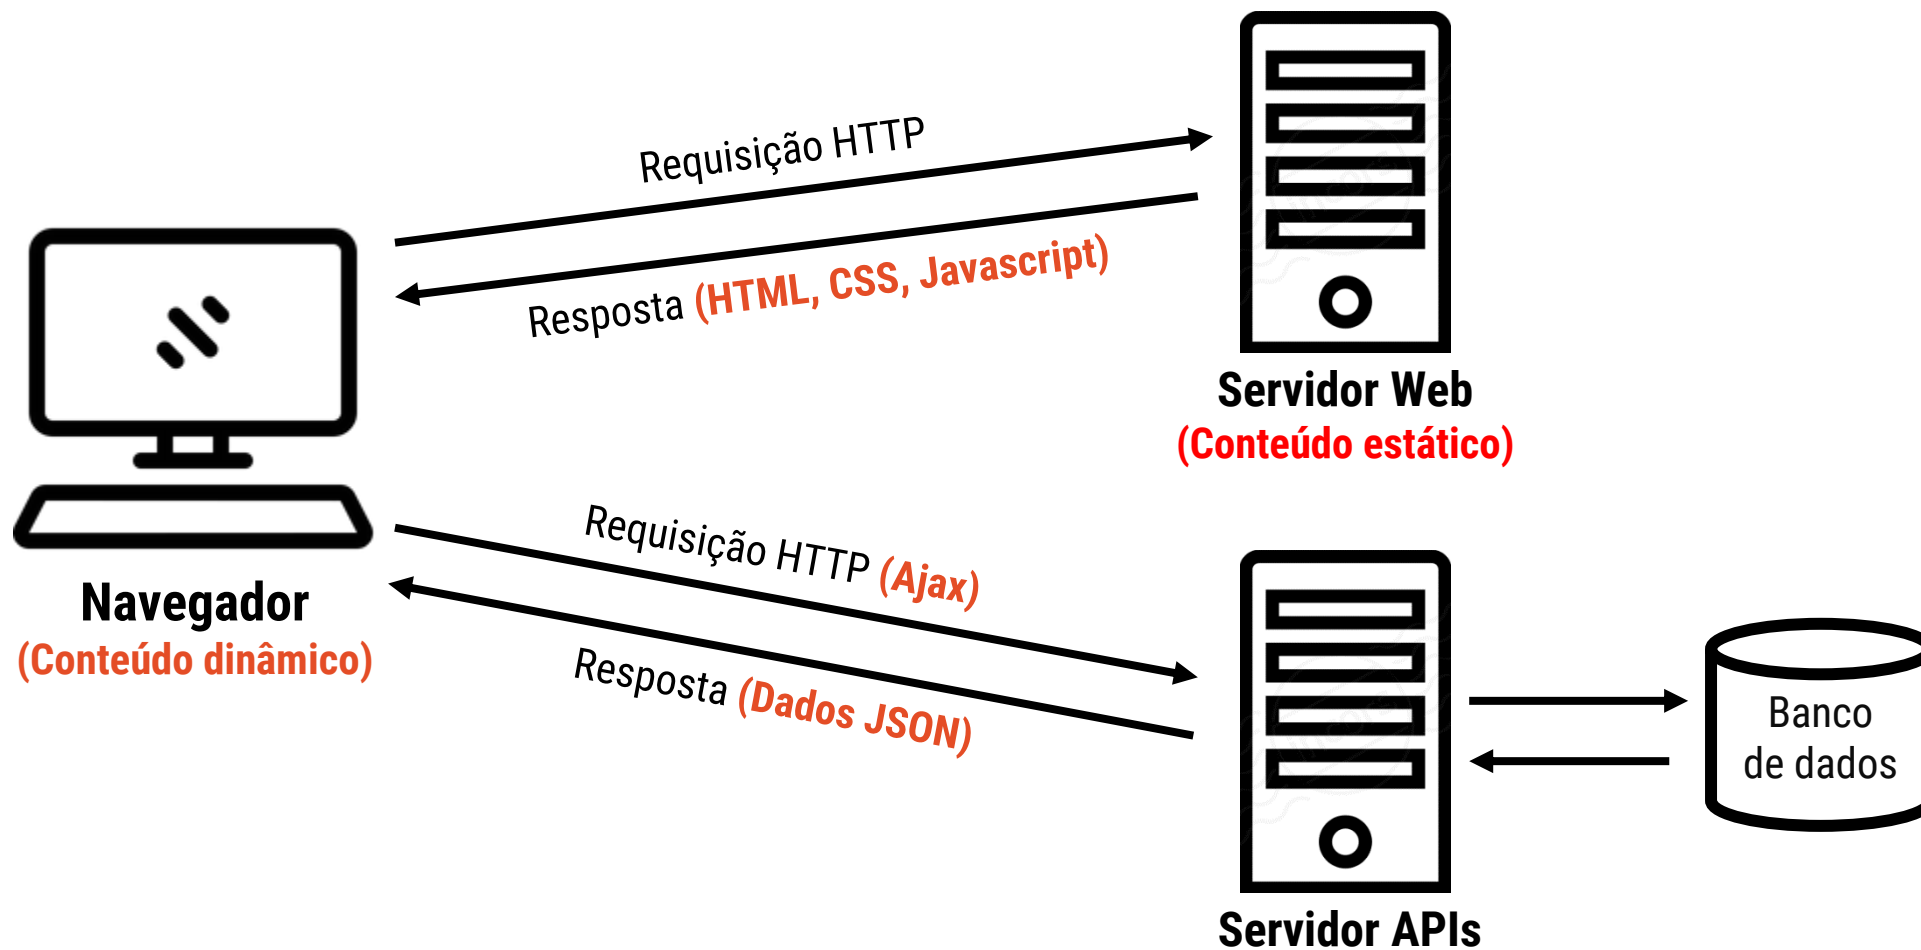 Requisição HTTP
Resposta (HTML, CSS, Javascript)
Servidor Web
(Conteúdo estático)
Navegador
(Conteúdo dinâmico)
Requisição HTTP (Ajax)
Resposta (Dados JSON)
Banco
de dados
Servidor APIs